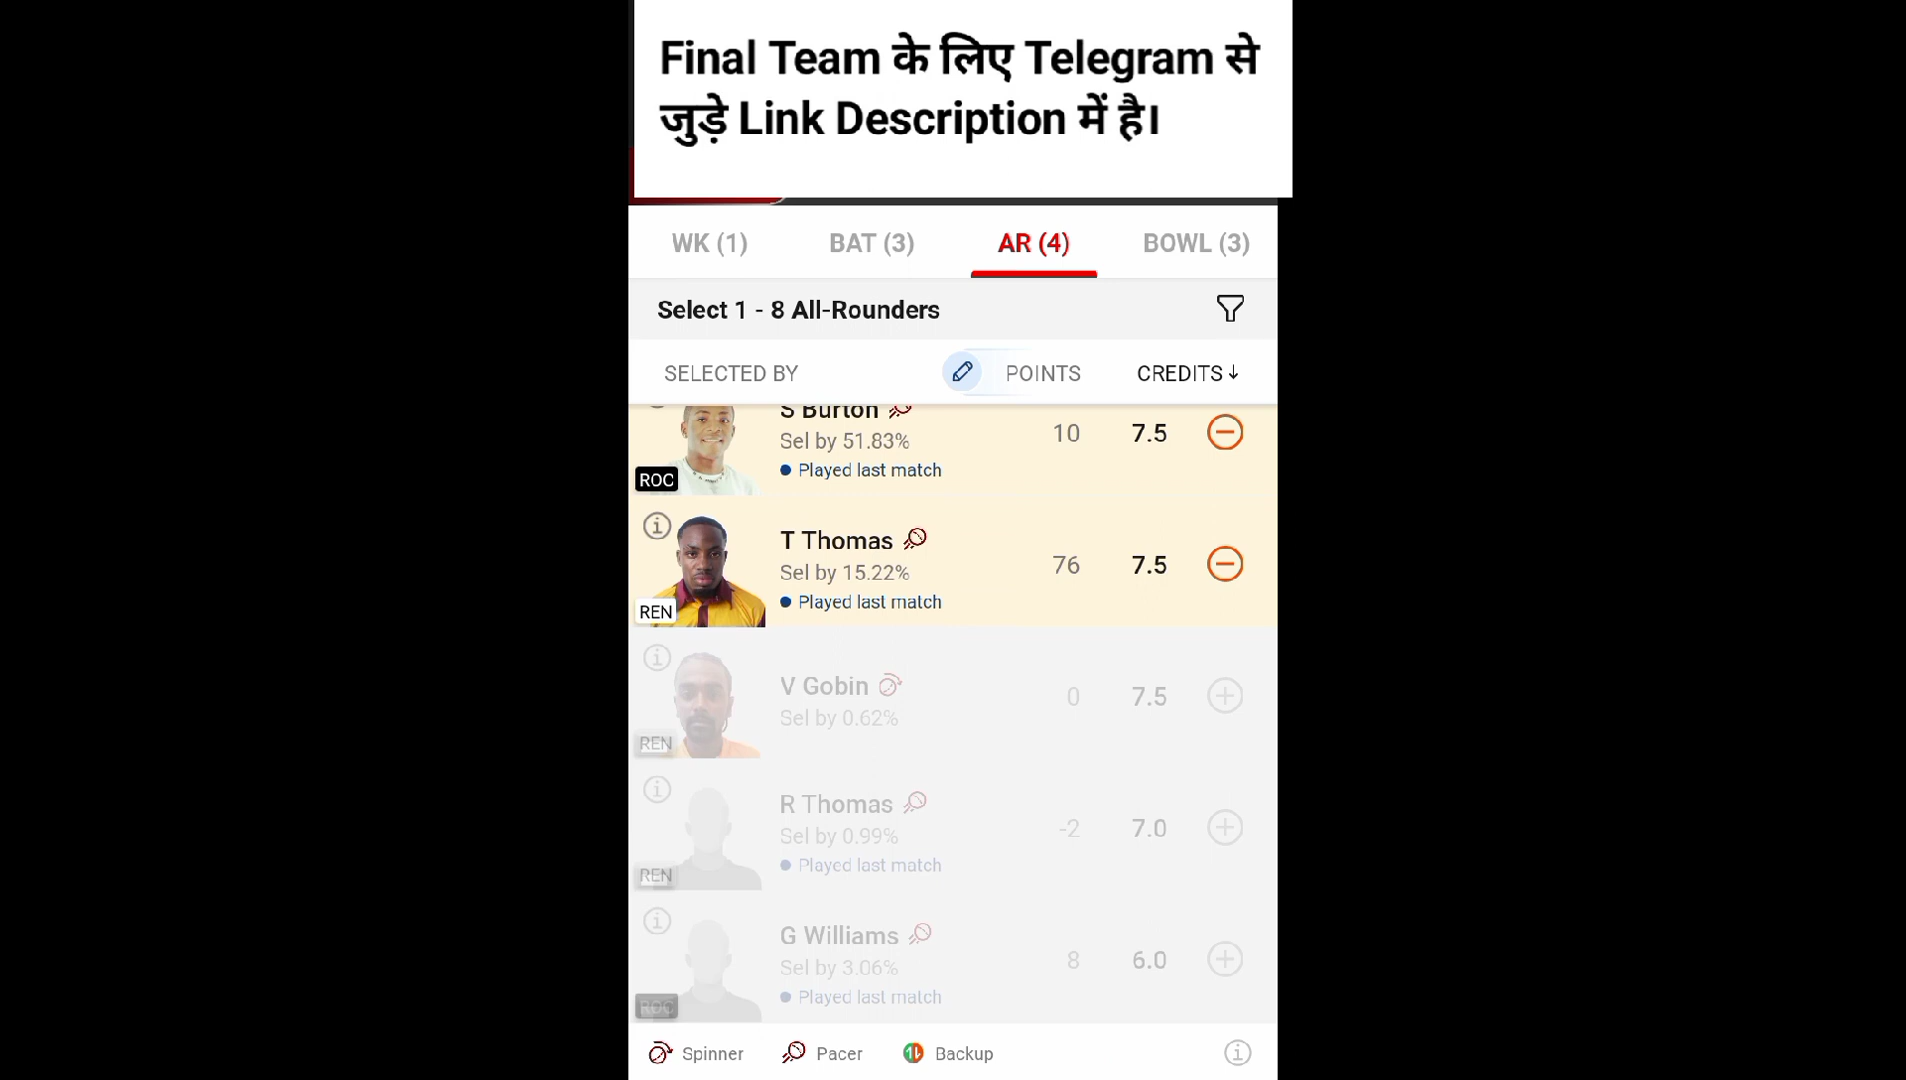 Final Team के लिए Telegram से
जुड़े Link Description में है।
WK (1) BAT (3) AR (4) BOWL (3)
Select 1 - 8 All-Rounders
SELECTED BY POINTS CREDITS↓
S Burton
Sel by 51.83% 10 7.5
Played last match
ROC
T Thomas
Sel by 15.22% 76 7.5
Played last match
REN
V Gobin
Sel by 0.62% 0 7.5
REN
R Thomas
Sel by 0.99% -2 7.0
Played last match
REN
G Williams
Sel by 3.06% 8 6.0
Played last match
ROC
Spinner Pacer Backup